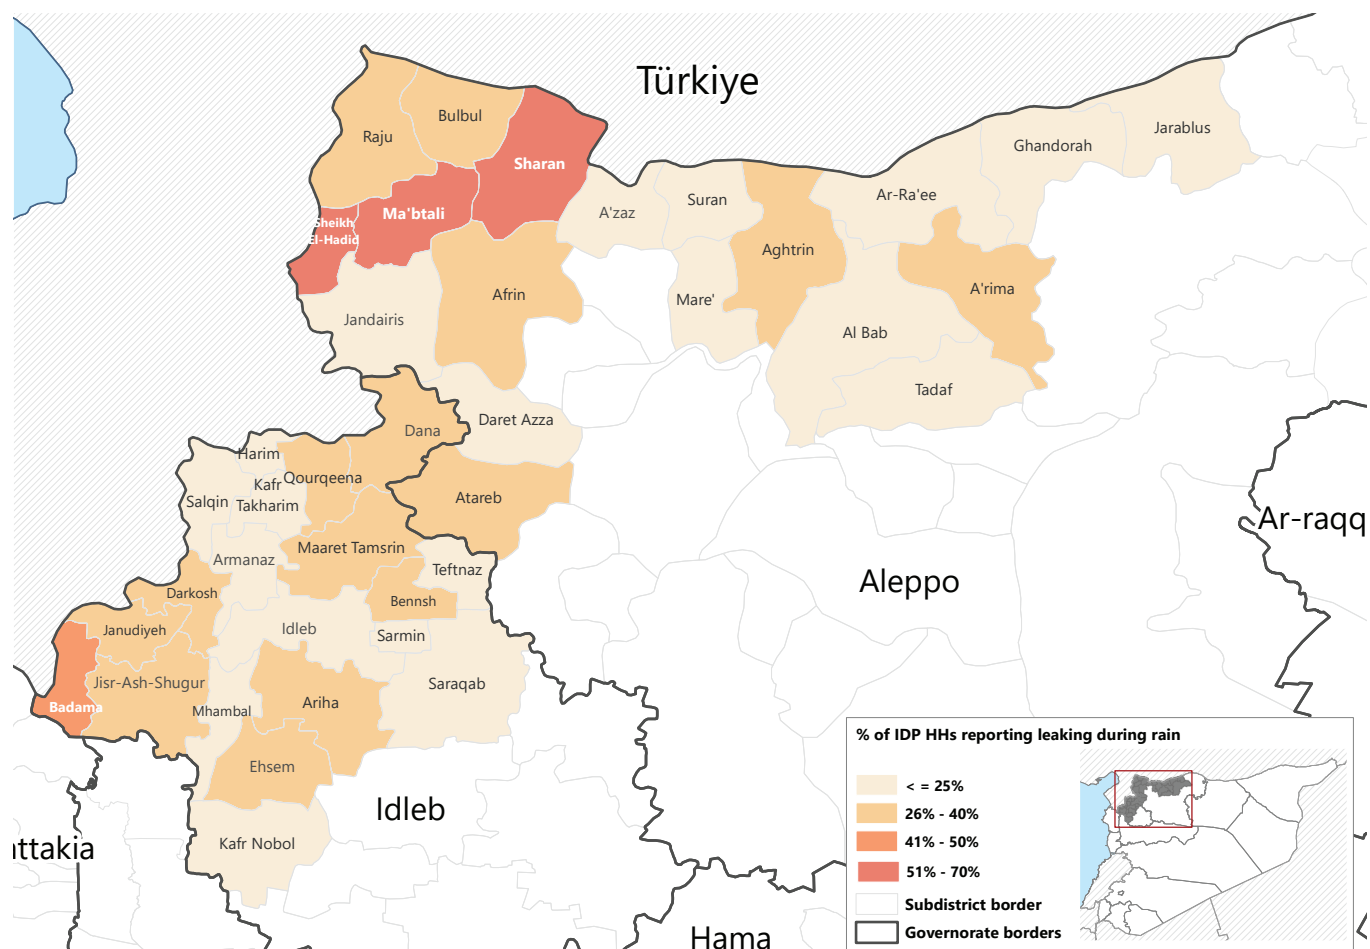 Türkiye
Bulbul
Raju
Sharan
Jarablus
Ghandorah
Ar-Ra'ee
Suran
A'zaz
Ma'btali
Sheikh
El-Hadid
Aghtrin
A'rima
Afrin
Mare'
Jandairis
Al Bab
Tadaf
Daret Azza
Dana
Harim
Qourqeena
Kafr
Takharim
Salqin
Atareb
Ar-raqq
Maaret Tamsrin
Armanaz
Teftnaz
Aleppo
Darkosh
Bennsh
Janudiyeh
Idleb
Sarmin
Jisr-Ash-Shugur
Saraqab
Badama
Mhambal
Ariha
Ehsem
Idleb
Kafr Nobol
attakia
Hama
% of IDP HHs reporting leaking during rain
< = 25%
26% - 40%
41% - 50%
51% - 70%
Subdistrict border
Governorate borders